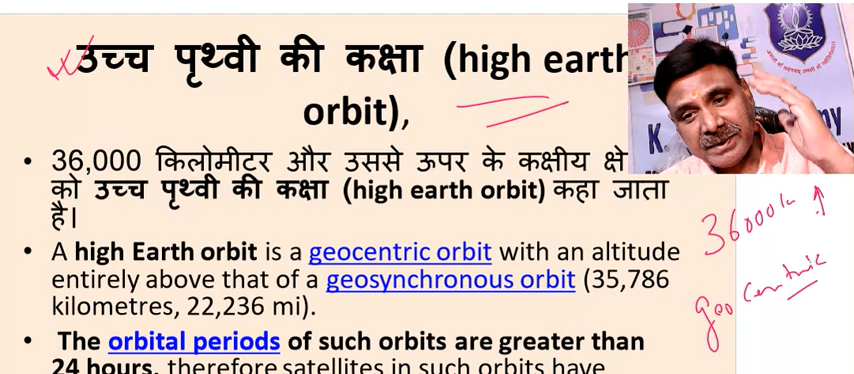 उच्च पृथ्वी की कक्षा (high earth
orbit),
• 36,000 किलोमीटर और उससे ऊपर के कक्षीय क्षे
को उच्च पृथ्वी की कक्षा (high earth orbit) कहा जाता
है।
• A high Earth orbit is a geocentric orbit with an altitude
entirely above that of a geosynchronous orbit (35,786
kilometres, 22,236 mi).
• The orbital periods of such orbits are greater than
24 hours, therefore satellites in such orbits have
K
my
36000
geo centric